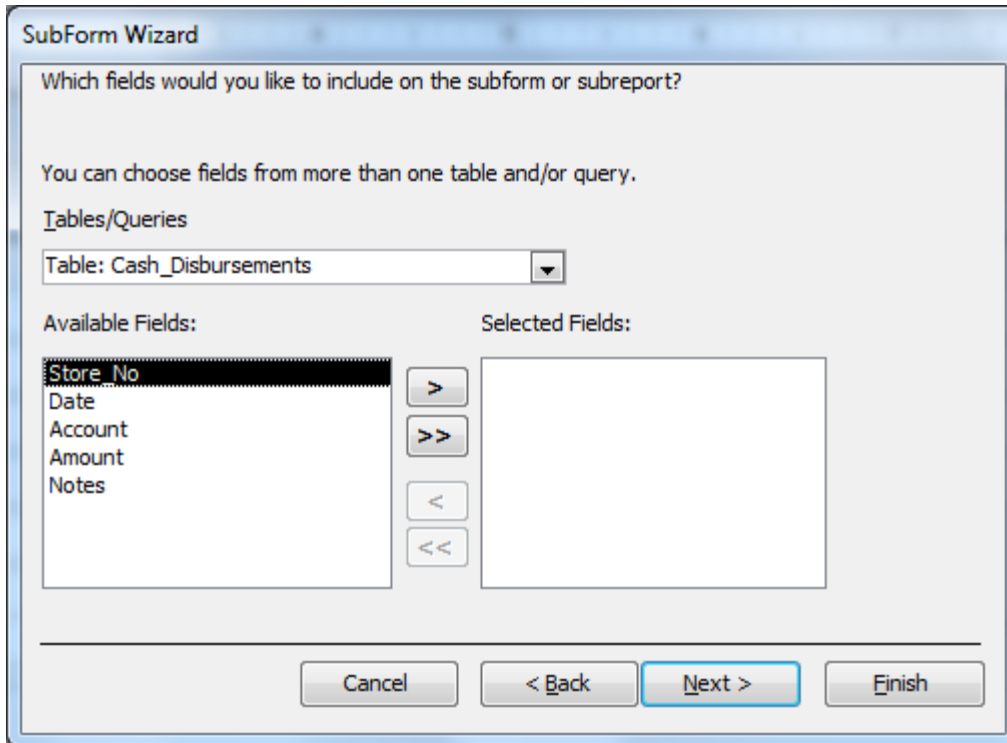 SubForm Wizard
Which fields would you like to include on the subform or subreport?
You can choose fields from more than one table and/or query.
Tables/Queries
Table: Cash_Disbursements
Available Fields:
Selected Fields:
Store_No
Date
Account
Amount
Notes
>
>>
<
<<
Cancel
< Back
Next >
Finish